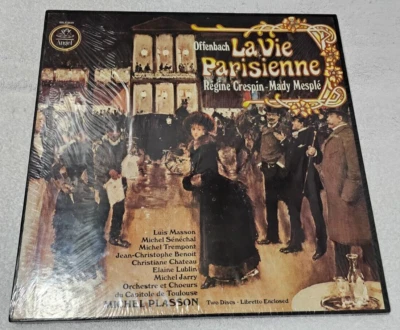 Angel
Offenbach
La Vie
Parisienne
Régine Crespin - Mady Mesplé
Luis Masson
Michel Sénéchal
Michel Trempont
Jean-Christophe Benoit
Christiane Chateau
Elaine Lublin
Michel Jarry
Orchestre et Choeurs
du Capitole de Toulouse
MICHEL PLASSON
Two Discs · Libretto Enclosed